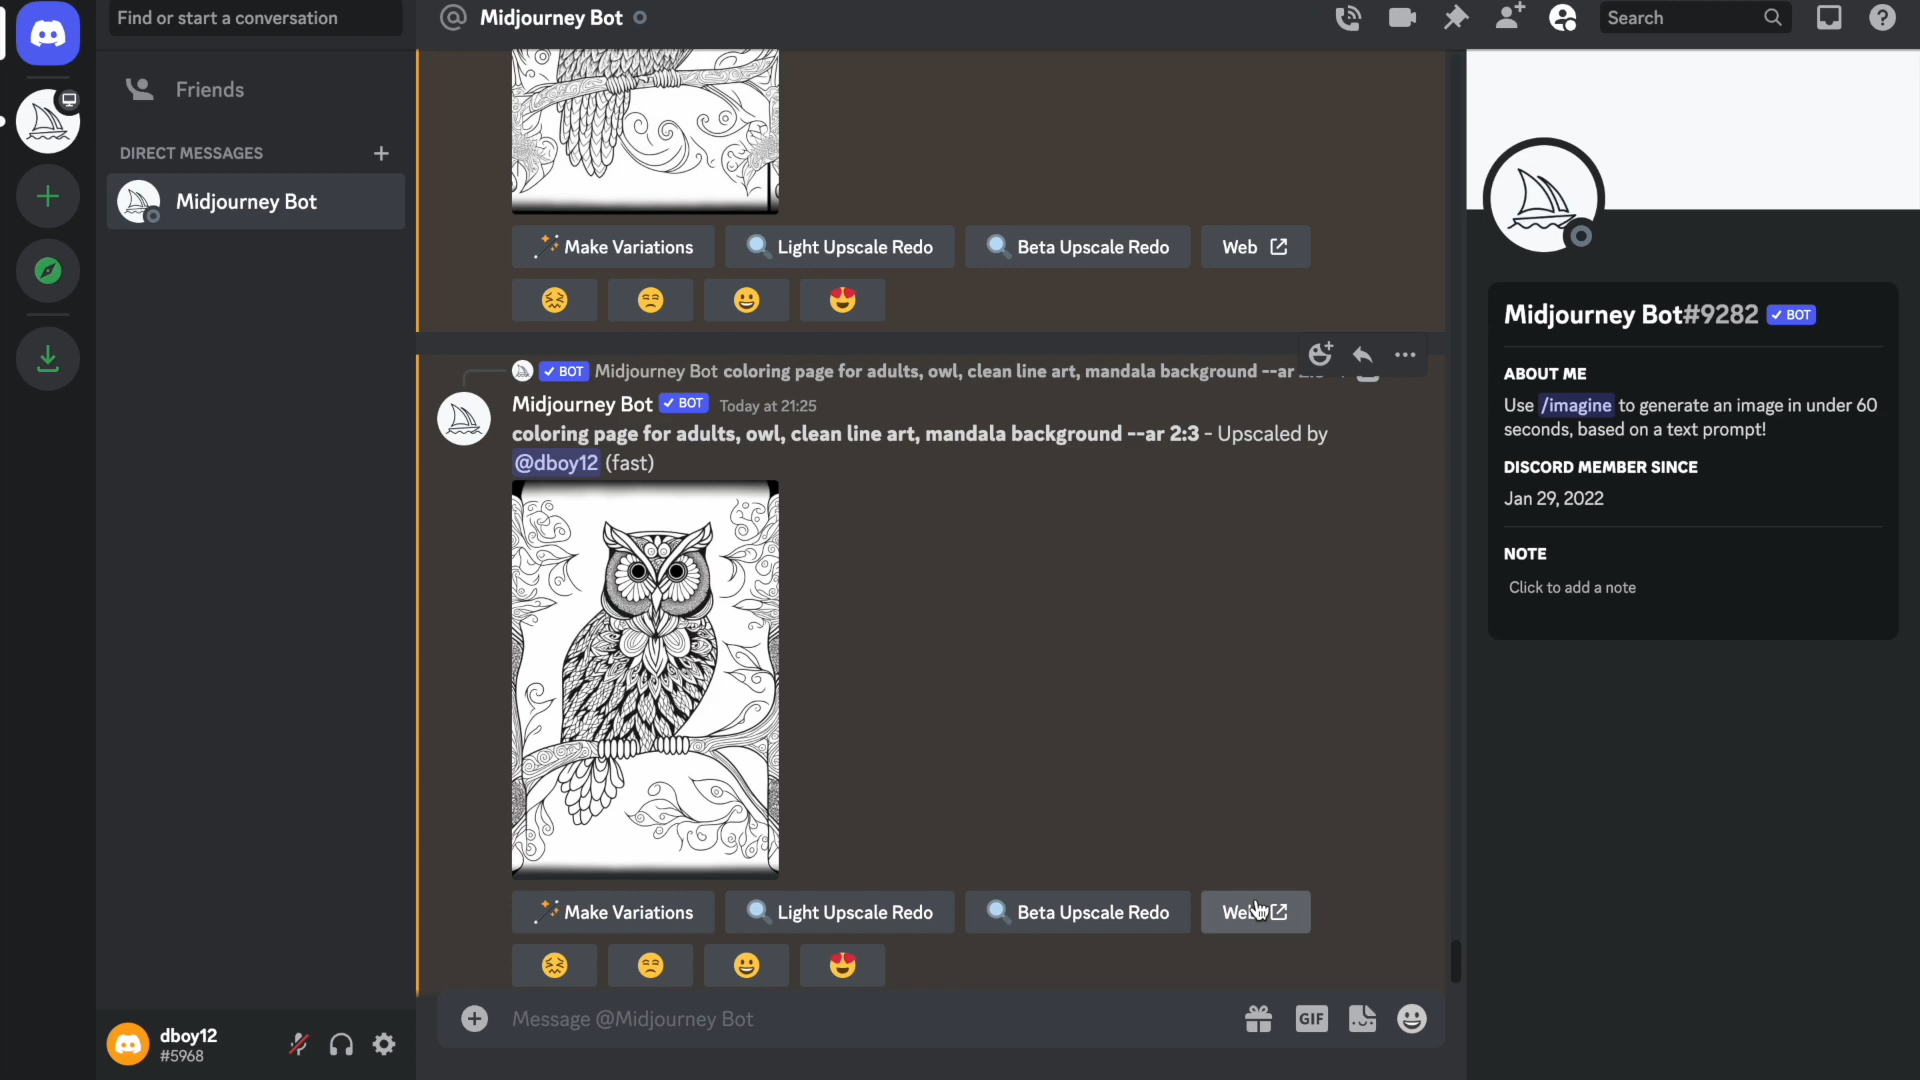 Find or start a conversation
Midjourney Bot
Search
Friends
DIRECT MESSAGES
Midjourney Bot
Make Variations
Light Upscale Redo
Beta Upscale Redo
Web
BOT Midjourney Bot coloring page for adults, owl, clean line art, mandala background --ar
Midjourney Bot BOT Today at 21:25
coloring page for adults, owl, clean line art, mandala background --ar 2:3 - Upscaled by
@dboy12 (fast)
Make Variations
Light Upscale Redo
Beta Upscale Redo
Web
Message @Midjourney Bot
GIF
dboy12
#5968
Midjourney Bot#9282 BOT
ABOUT ME
Use /imagine to generate an image in under 60
seconds, based on a text prompt!
DISCORD MEMBER SINCE
Jan 29, 2022
NOTE
Click to add a note